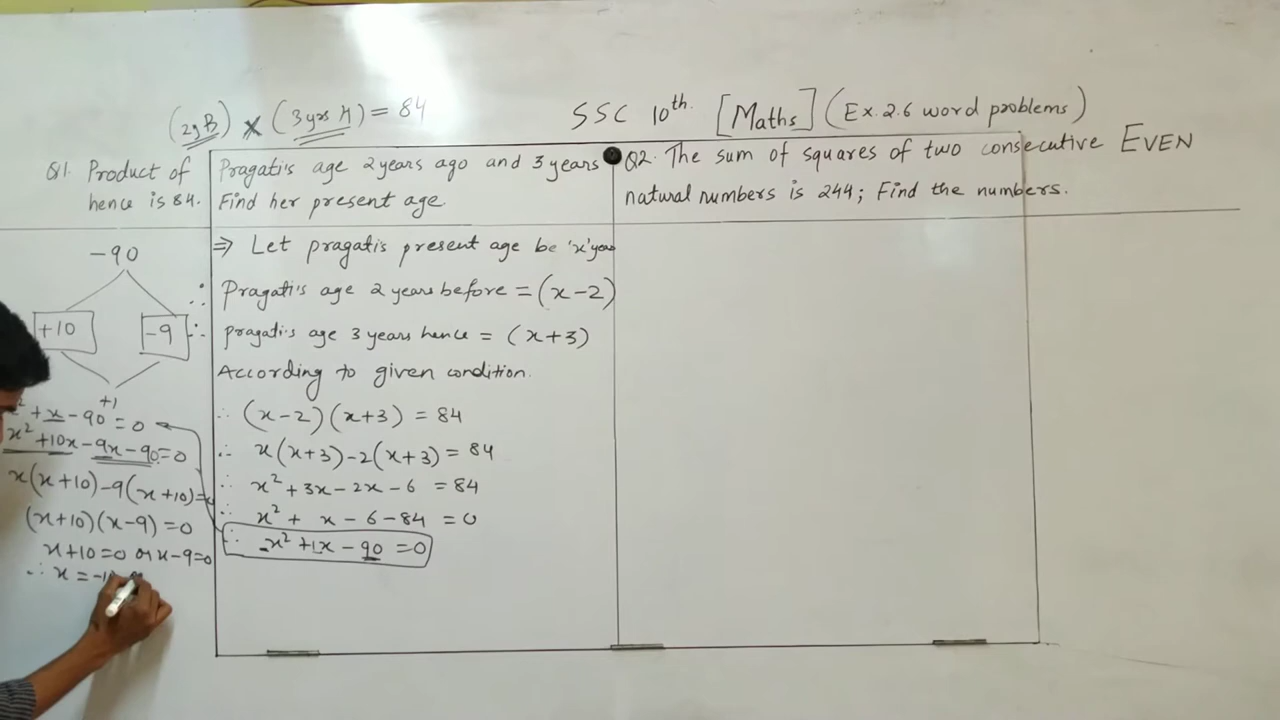 (2yB) × (3yrs H) = 84
SSC 10th. [Maths] (Ex. 2.6 word problems)
Q1. Product of Pragati's age 2 years ago and 3 years
hence is 84. Find her present age.
Q2. The sum of squares of two consecutive EVEN
natural numbers is 244; Find the numbers.
-90
+10 -9
+1
x² + x - 90 = 0
x² + 10x - 9x - 90 = 0
x(x+10) - 9(x+10) =
(x+10)(x-9) = 0
x+10=0 or x-9=0
∴ x =
⇒ Let pragatis present age be 'x' year
∴ Pragati's age 2 years before = (x-2)
∴ pragati's age 3 years hence = (x+3)
According to given condition.
∴ (x-2)(x+3) = 84
∴ x(x+3)-2(x+3) = 84
∴ x² + 3x - 2x - 6 = 84
∴ x² + x - 6 - 84 = 0
∴ x² + 1x - 90 = 0